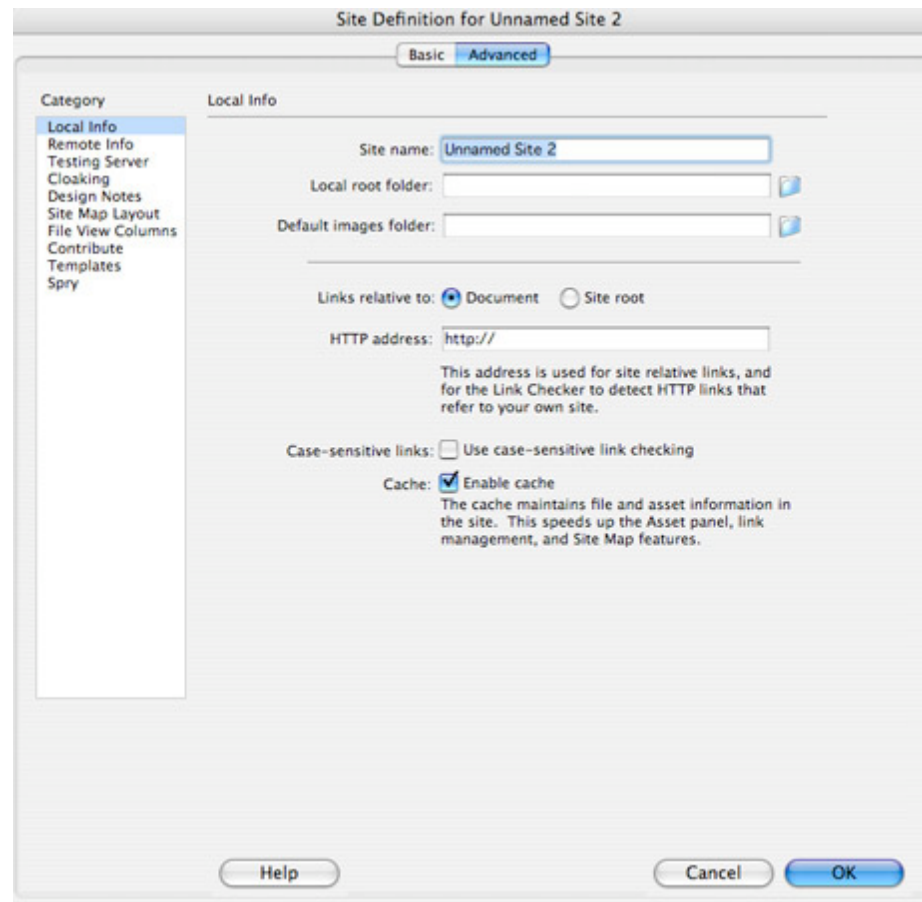 Site Definition for Unnamed Site 2
Basic Advanced
Category
Local Info
Remote Info
Testing Server
Cloaking
Design Notes
Site Map Layout
File View Columns
Contribute
Templates
Spry
Local Info
Site name: Unnamed Site 2
Local root folder:
Default images folder:
Links relative to: Document Site root
HTTP address: http://
This address is used for site relative links, and
for the Link Checker to detect HTTP links that
refer to your own site.
Case-sensitive links: Use case-sensitive link checking
Cache: Enable cache
The cache maintains file and asset information in
the site. This speeds up the Asset panel, link
management, and Site Map features.
Help Cancel OK